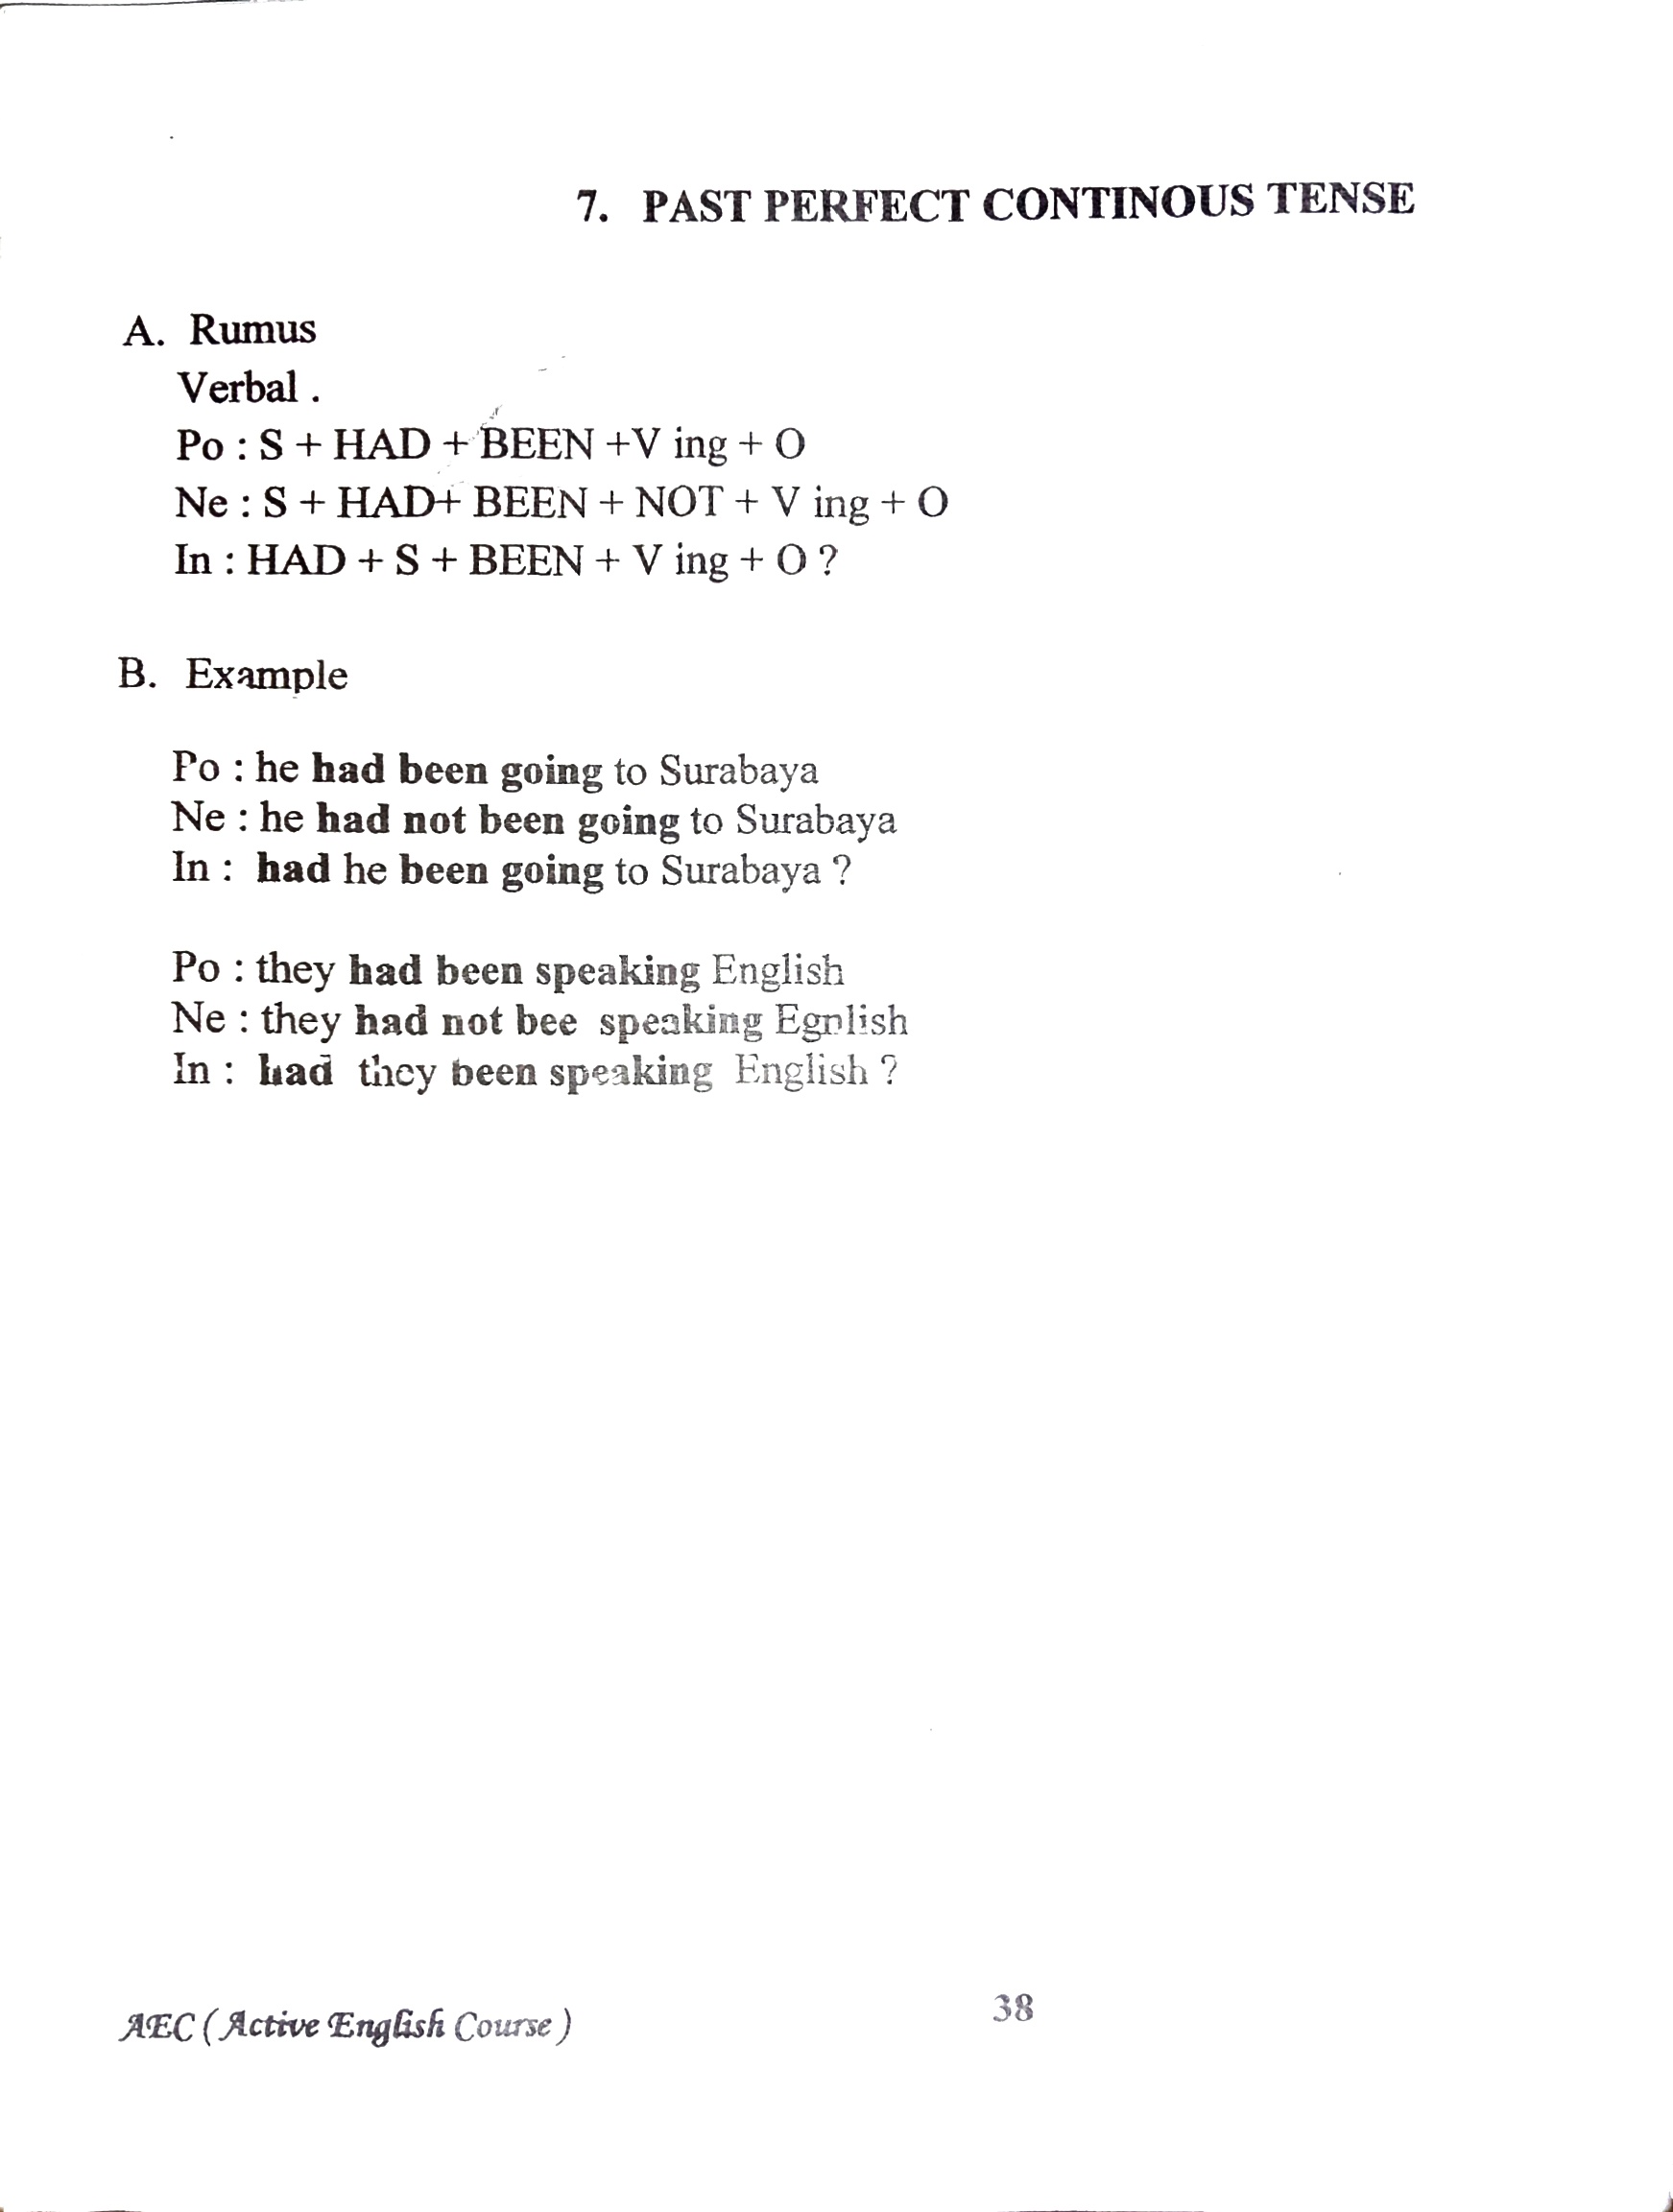 7. PAST PERFECT CONTINOUS TENSE
A. Rumus
Verbal .
Po : S + HAD + BEEN +V ing + O
Ne : S + HAD+ BEEN + NOT + V ing + O
In : HAD + S + BEEN + V ing + O ?
B. Example
Po : he had been going to Surabaya
Ne : he had not been going to Surabaya
In : had he been going to Surabaya ?
Po : they had been speaking English
Ne : they had not bee speaking Egnlish
In : had they been speaking English ?
AEC ( Active English Course )
38